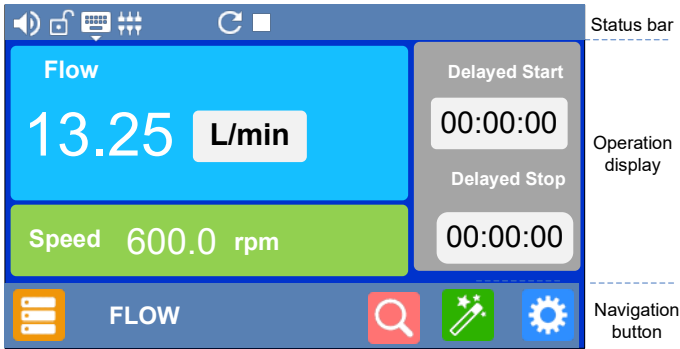 Status bar
Flow
13.25 L/min
Delayed Start
00:00:00
Delayed Stop
00:00:00
Speed 600.0 rpm
Operation
display
FLOW
Navigation
button